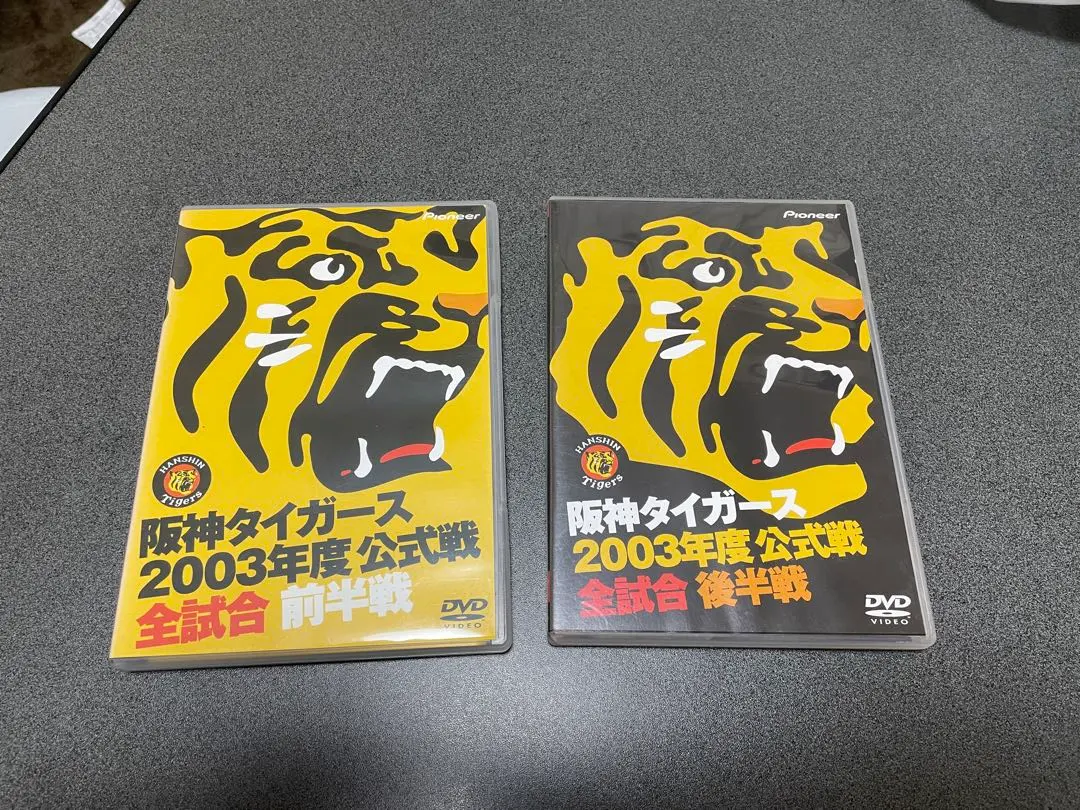 Pioneer
HANSHIN
Tigers
阪神タイガース
2003年度 公式戦
全試合 前半戦
DVD
VIDEO
Pioneer
HANSHIN
Tigers
阪神タイガース
2003年度 公式戦
全試合 後半戦
DVD
VIDEO